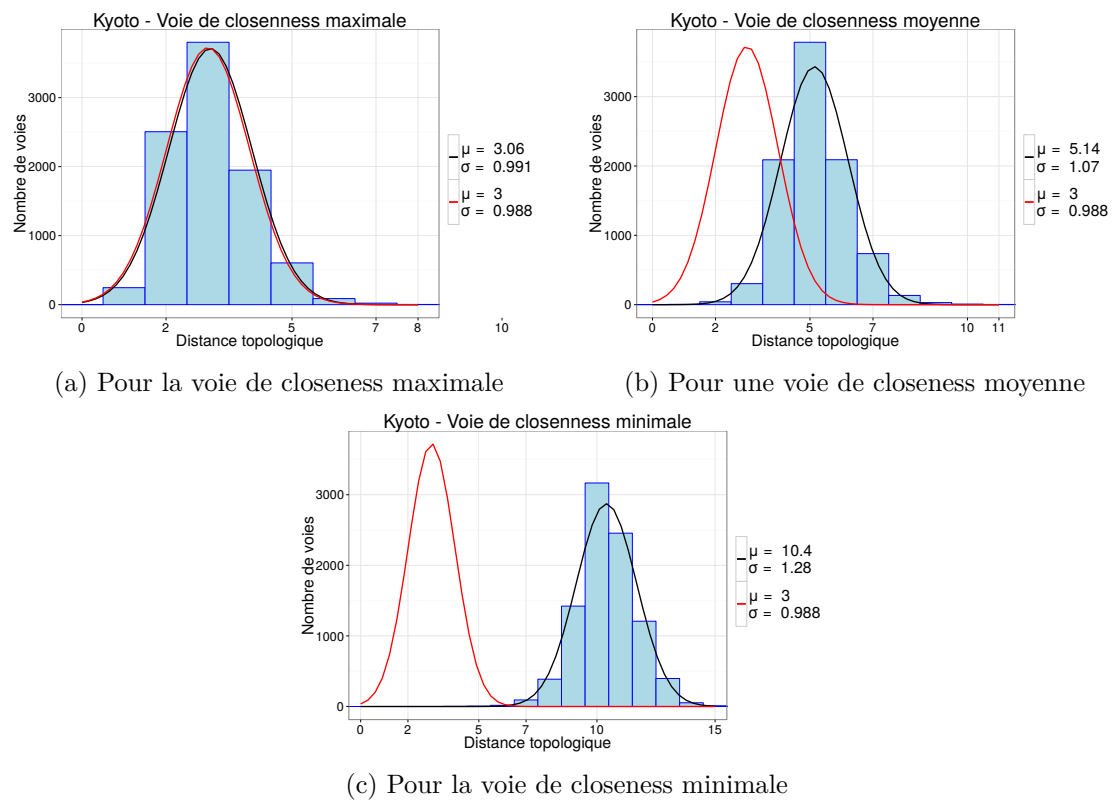 Kyoto - Voie de closenness maximale
Nombre de voies
3000
2000
1000
0
0 2 5 7 8 10
Distance topologique
μ = 3.06
σ = 0.991
μ = 3
σ = 0.988
(a) Pour la voie de closeness maximale
Kyoto - Voie de closenness moyenne
Nombre de voies
3000
2000
1000
0
0 2 5 7 10 11
Distance topologique
μ = 5.14
σ = 1.07
μ = 3
σ = 0.988
(b) Pour une voie de closeness moyenne
Kyoto - Voie de closenness minimale
Nombre de voies
3000
2000
1000
0
0 2 5 7 10 15
Distance topologique
μ = 10.4
σ = 1.28
μ = 3
σ = 0.988
(c) Pour la voie de closeness minimale